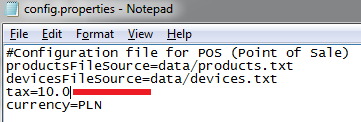 config.properties - Notepad
File Edit Format View Help
#Configuration file for POS (Point of Sale)
productsFileSource=data/products.txt
devicesFileSource=data/devices.txt
tax=10.0
currency=PLN